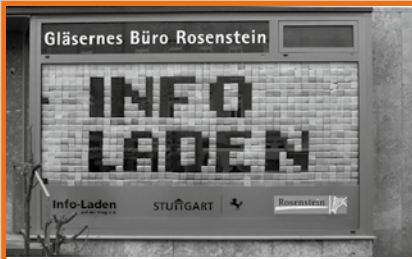 Gläsernes Büro Rosenstein
INFO
LADEN
Info-Laden
STUTTGART
Rosenstein